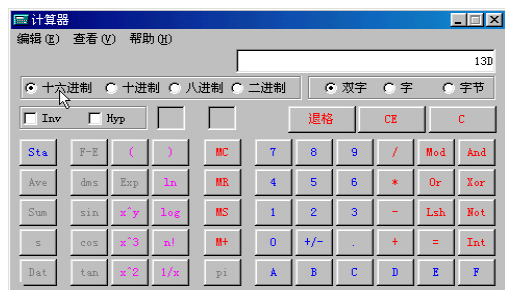 计算器
编辑(E) 查看(V) 帮助(H)
13D
十六进制 十进制 八进制 二进制 双字 字 字节
Inv Hyp 退格 CE C
Sta F-E ( ) MC 7 8 9 / Mod And
Ave dms Exp ln MR 4 5 6 * Or Xor
Sum sin x^y log MS 1 2 3 - Lsh Not
s cos x^3 n! M+ 0 +/- . + = Int
Dat tan x^2 1/x pi A B C D E F